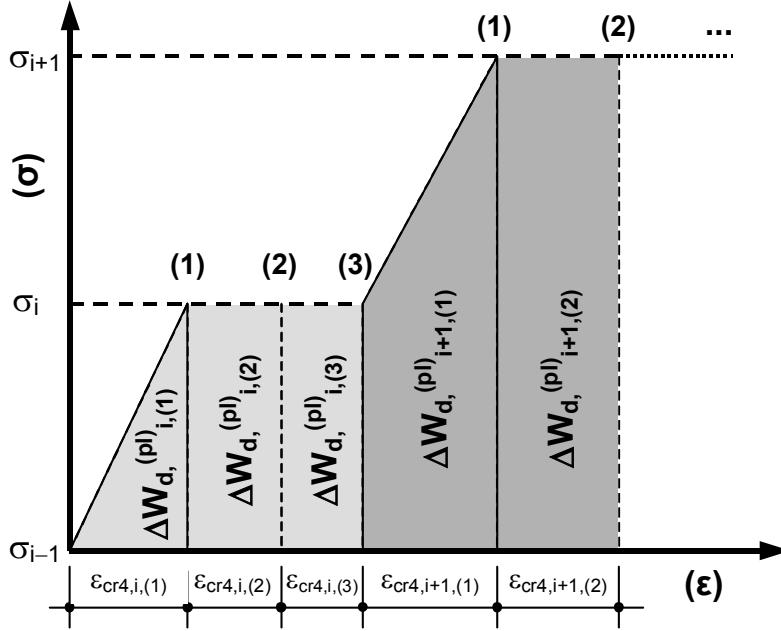 (1) (2) ...
σi+1
(σ)
(1) (2) (3)
σi
ΔWd,(pl)i,(1)
ΔWd,(pl)i,(2)
ΔWd,(pl)i,(3)
ΔWd,(pl)i+1,(1)
ΔWd,(pl)i+1,(2)
σi–1
εcr4,i,(1) εcr4,i,(2) εcr4,i,(3) εcr4,i+1,(1) εcr4,i+1,(2) (ε)